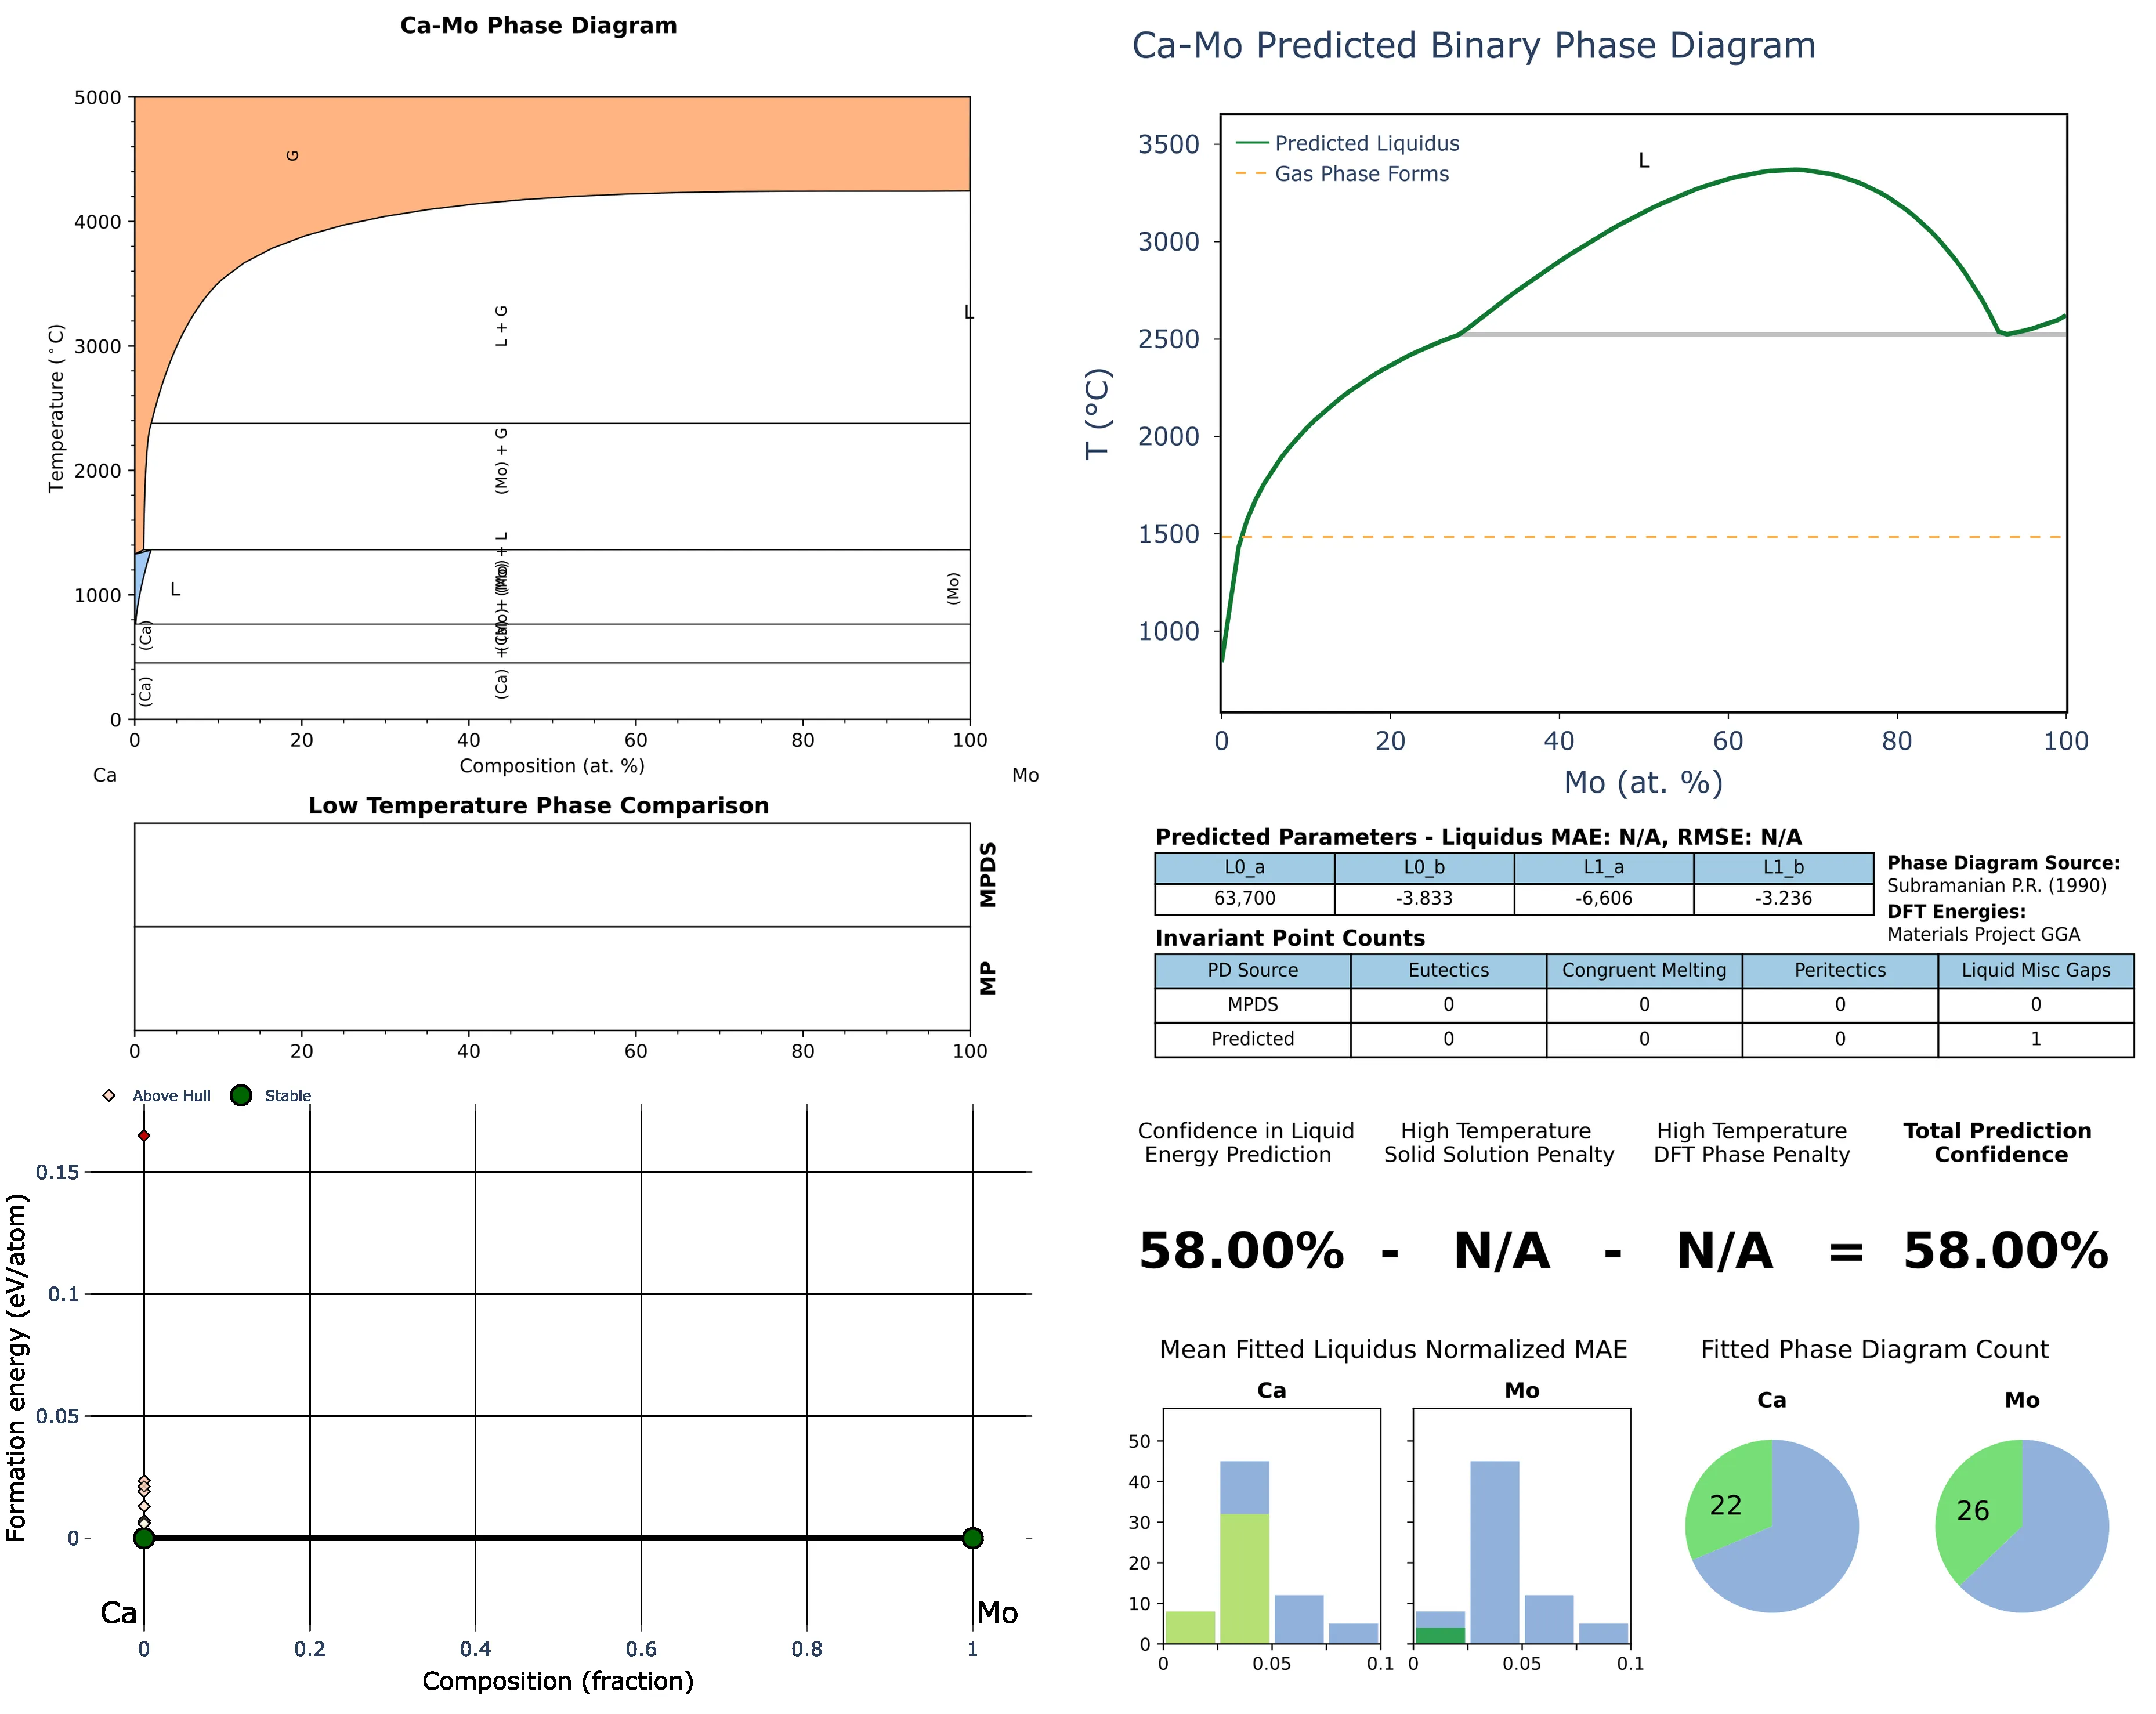 Ca-Mo Phase Diagram
5000
4000
3000
2000
1000
0
Temperature (°C)
G
L + G
L
(Mo) + G
L
(Ca)
(Ca)
(Mo)
0 20 40 60 80 100
Composition (at. %)
Ca Mo
Low Temperature Phase Comparison
MPDS
MP
0 20 40 60 80 100
Above Hull Stable
0.15
0.1
0.05
0
Formation energy (eV/atom)
Ca Mo
0 0.2 0.4 0.6 0.8 1
Composition (fraction)
Ca-Mo Predicted Binary Phase Diagram
Predicted Liquidus
Gas Phase Forms
L
3500
3000
2500
2000
1500
1000
T (°C)
0 20 40 60 80 100
Mo (at. %)
Predicted Parameters - Liquidus MAE: N/A, RMSE: N/A
L0_a L0_b L1_a L1_b
63,700 -3.833 -6,606 -3.236
Phase Diagram Source:
Subramanian P.R. (1990)
DFT Energies:
Materials Project GGA
Invariant Point Counts
PD Source Eutectics Congruent Melting Peritectics Liquid Misc Gaps
MPDS 0 0 0 0
Predicted 0 0 0 1
Confidence in Liquid
Energy Prediction
High Temperature
Solid Solution Penalty
High Temperature
DFT Phase Penalty
Total Prediction
Confidence
58.00% - N/A - N/A = 58.00%
Mean Fitted Liquidus Normalized MAE
Ca Mo
50
40
30
20
10
0
0 0.05 0.1 0 0.05 0.1
Fitted Phase Diagram Count
Ca Mo
22 26